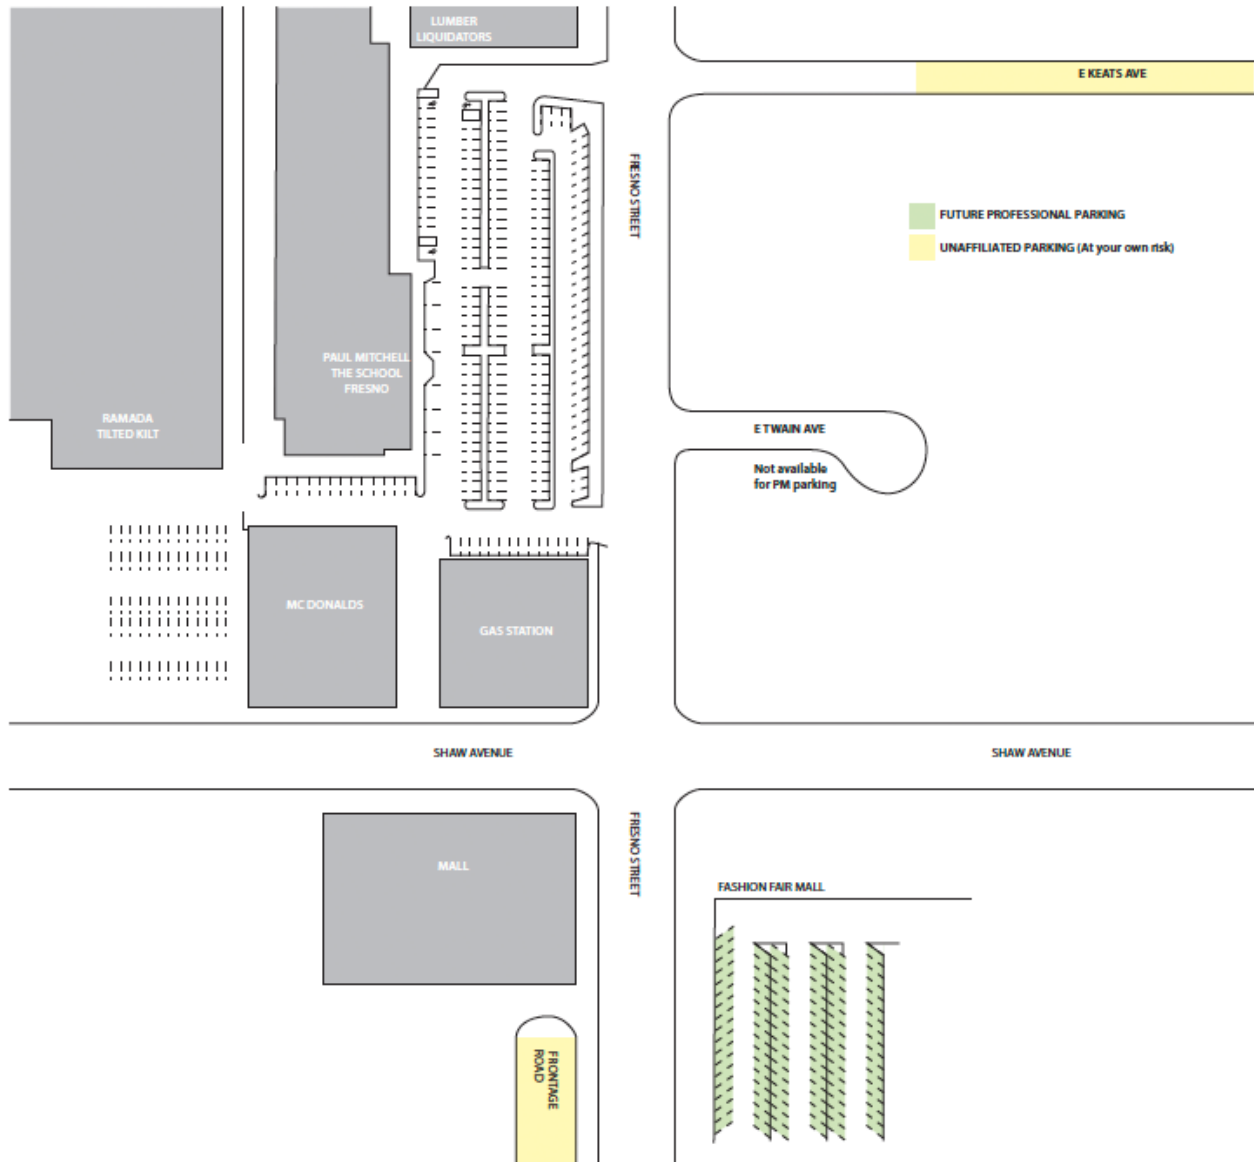 LUMBER
LIQUIDATORS
E KEATS AVE
FRESNO STREET
FUTURE PROFESSIONAL PARKING
UNAFFILIATED PARKING (At your own risk)
PAUL MITCHELL
THE SCHOOL
FRESNO
RAMADA
TILTED KILT
E TWAIN AVE
Not available
for PM parking
MC DONALDS
GAS STATION
SHAW AVENUE
SHAW AVENUE
FRESNO STREET
MALL
FASHION FAIR MALL
FRONTAGE
ROAD